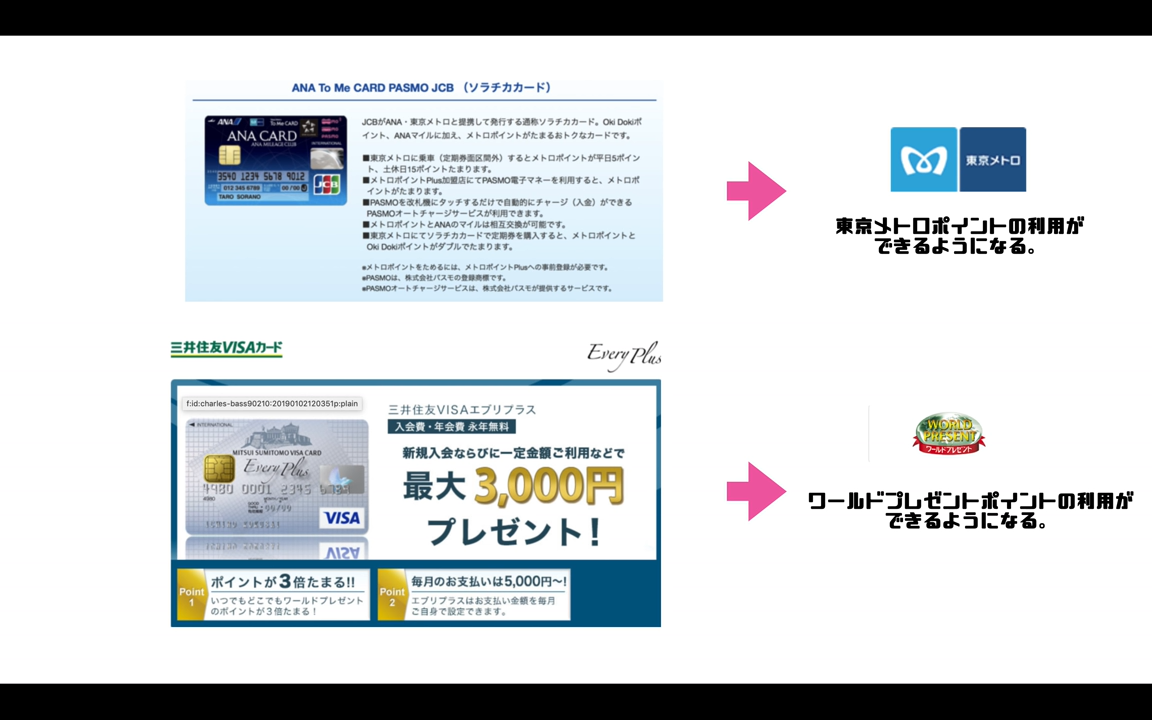 ANA To Me CARD PASMO JCB （ソラチカカード）
ANA
To Me CARD
ANA CARD
ANA MILEAGE CLUB
INTERNATIONAL
3540 1234 5678 9012
012 345 6789
00/00
TARO SORANO
JCB
JCBがANA・東京メトロと提携して発行する通称ソラチカカード。Oki Dokiポ
イント、ANAマイルに加え、メトロポイントがたまるおトクなカードです。
■東京メトロに乗車（定期券面区間外）するとメトロポイントが平日5ポイン
ト、土休日15ポイントたまります。
■メトロポイントPlus加盟店にてPASMO電子マネーを利用すると、メトロポ
イントがたまります。
■PASMOを改札機にタッチするだけで自動的にチャージ（入金）ができる
PASMOオートチャージサービスが利用できます。
■メトロポイントとANAのマイルは相互交換が可能です。
■東京メトロにてソラチカカードで定期券を購入すると、メトロポイントと
Oki Dokiポイントがダブルでたまります。
※メトロポイントをためるには、メトロポイントPlusへの事前登録が必要です。
※PASMOは、株式会社パスモの登録商標です。
※PASMOオートチャージサービスは、株式会社パスモが提供するサービスです。
東京メトロ
東京メトロポイントの利用が
できるようになる。
三井住友VISAカード
Every Plus
f:id:charles-bass90210:20190102120351p:plain
INTERNATIONAL
MITSUI SUMITOMO VISA CARD
Every Plus
4980 0001 2345
VISA
三井住友VISAエブリプラス
入会費・年会費 永年無料
新規入会ならびに一定金額ご利用などで
最大3,000円
プレゼント！
Point 1
ポイントが3倍たまる!!
いつでもどこでもワールドプレゼント
のポイントが3倍たまる！
Point 2
毎月のお支払いは5,000円〜!
エブリプラスはお支払い金額を毎月
ご自身で設定できます。
WORLD
PRESENT
ワールドプレゼント
ワールドプレゼントポイントの利用が
できるようになる。